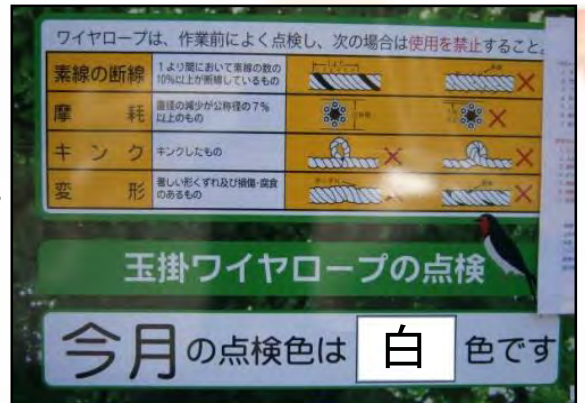 ワイヤロープは、作業前によく点検し、次の場合は使用を禁止すること。
素線の断線
1より間において素線の数の
10%以上が断線しているもの
摩耗
直径の減少が公称径の7%
以上のもの
キンク
キンクしたもの
変形
著しい形くずれ及び損傷・腐食
のあるもの
玉掛ワイヤロープの点検
今月の点検色は 白 色です